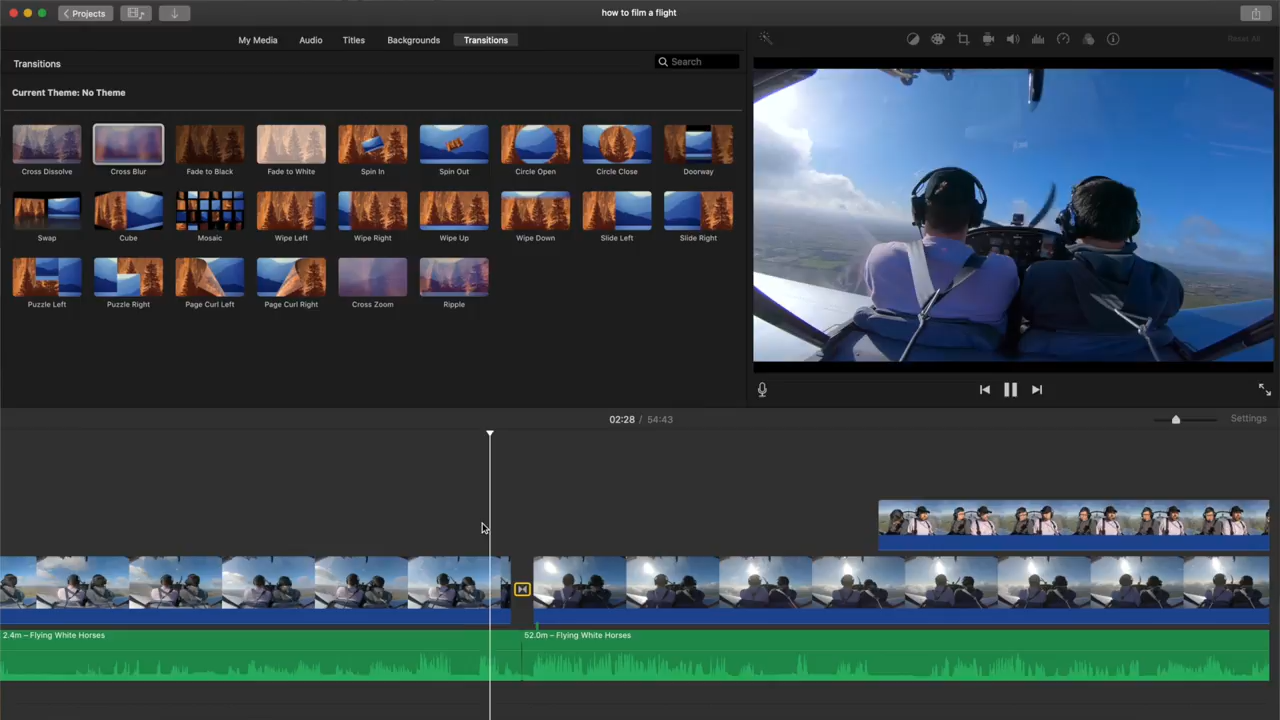 Projects
how to film a flight
My Media
Audio
Titles
Backgrounds
Transitions
Reset All
Transitions
Search
Current Theme: No Theme
Cross Dissolve
Cross Blur
Fade to Black
Fade to White
Spin In
Spin Out
Circle Open
Circle Close
Doorway
Swap
Cube
Mosaic
Wipe Left
Wipe Right
Wipe Up
Wipe Down
Slide Left
Slide Right
Puzzle Left
Puzzle Right
Page Curl Left
Page Curl Right
Cross Zoom
Ripple
02:28 / 54:43
Settings
2.4m – Flying White Horses
52.0m – Flying White Horses